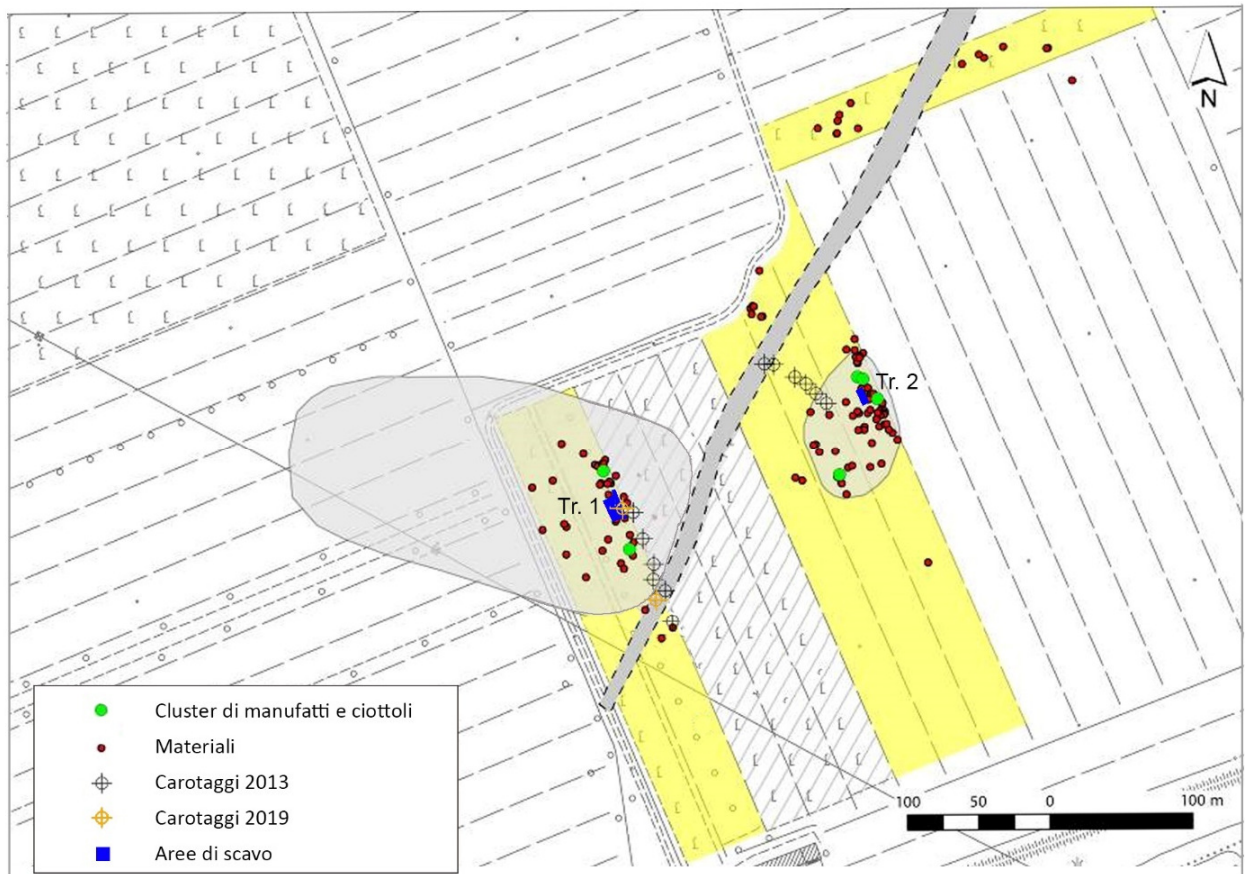 N
Tr. 2
Tr. 1
Cluster di manufatti e ciottoli
Materiali
Carotaggi 2013
Carotaggi 2019
Aree di scavo
100 50 0 100 m